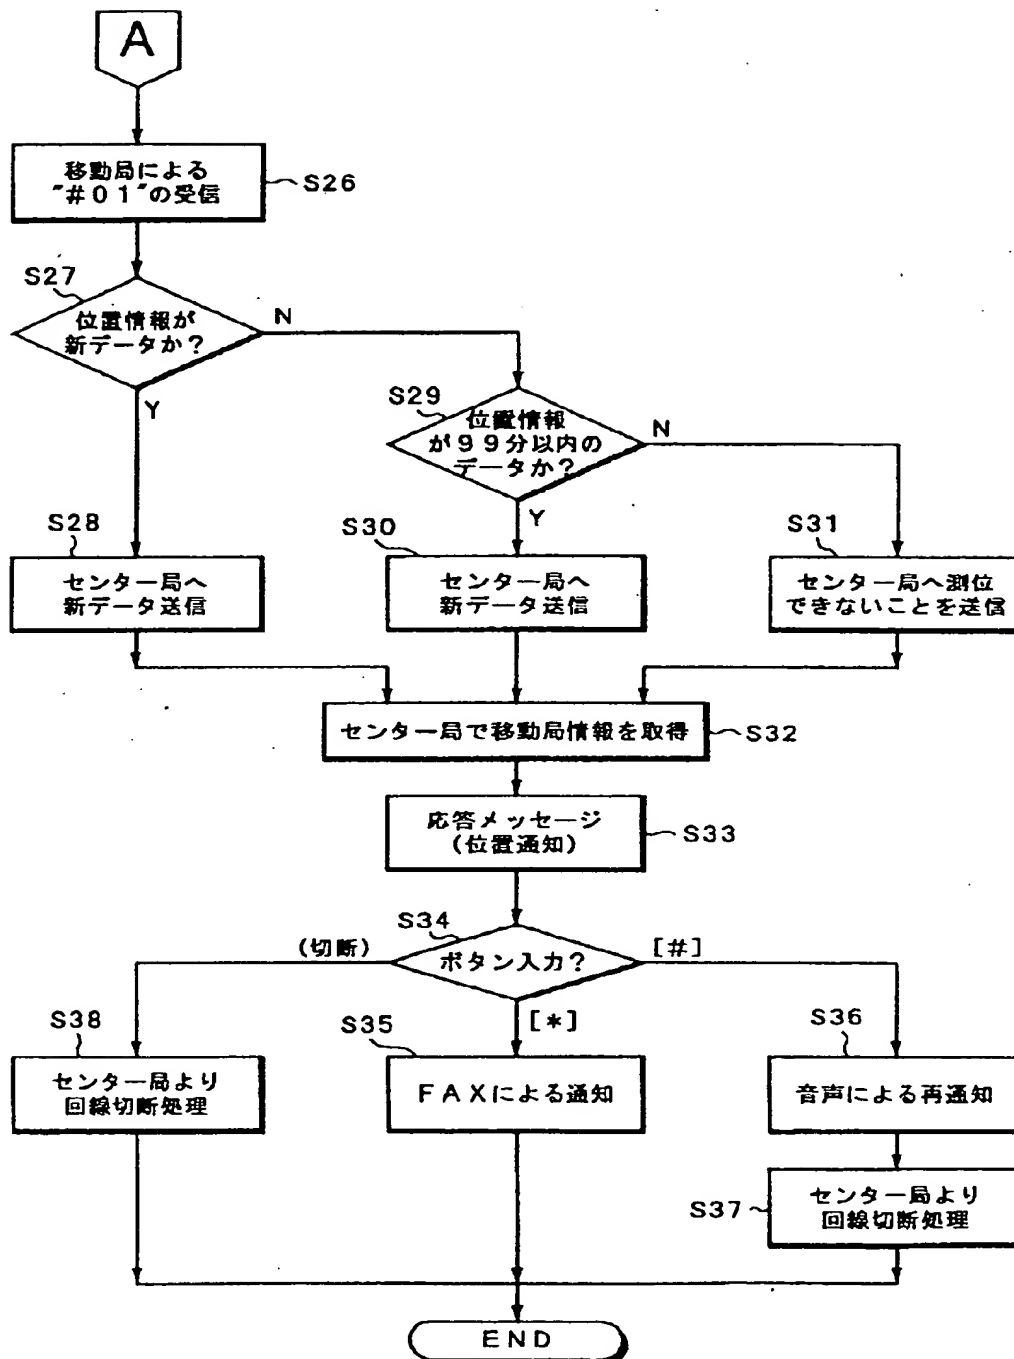 A
移動局による
"#01"の受信
S26
S27
位置情報が
新データか?
N
Y
S29
位置情報
が99分以内の
データか?
N
Y
S28
センター局へ
新データ送信
S30
センター局へ
新データ送信
S31
センター局へ測位
できないことを送信
センター局で移動局情報を取得
S32
応答メッセージ
(位置通知)
S33
S34
ボタン入力?
(切断)
[#]
[*]
S38
センター局より
回線切断処理
S35
FAXによる通知
S36
音声による再通知
S37
センター局より
回線切断処理
END